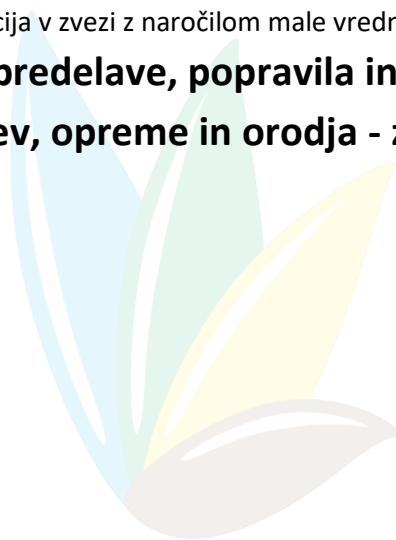 cija v zvezi z naročilom male vredn
predelave, popravila in
ev, opreme in orodja - z